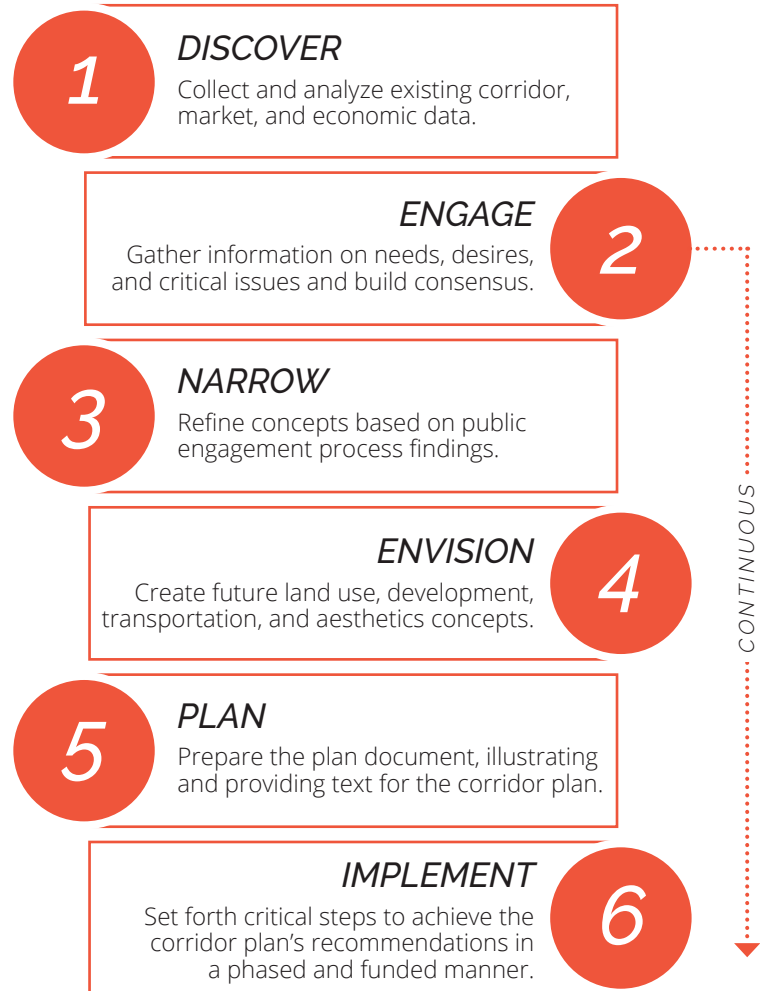 1
DISCOVER
Collect and analyze existing corridor,
market, and economic data.
ENGAGE
Gather information on needs, desires,
and critical issues and build consensus.
2
3
NARROW
Refine concepts based on public
engagement process findings.
ENVISION
Create future land use, development,
transportation, and aesthetics concepts.
4
CONTINUOUS
5
PLAN
Prepare the plan document, illustrating
and providing text for the corridor plan.
IMPLEMENT
Set forth critical steps to achieve the
corridor plan’s recommendations in
a phased and funded manner.
6